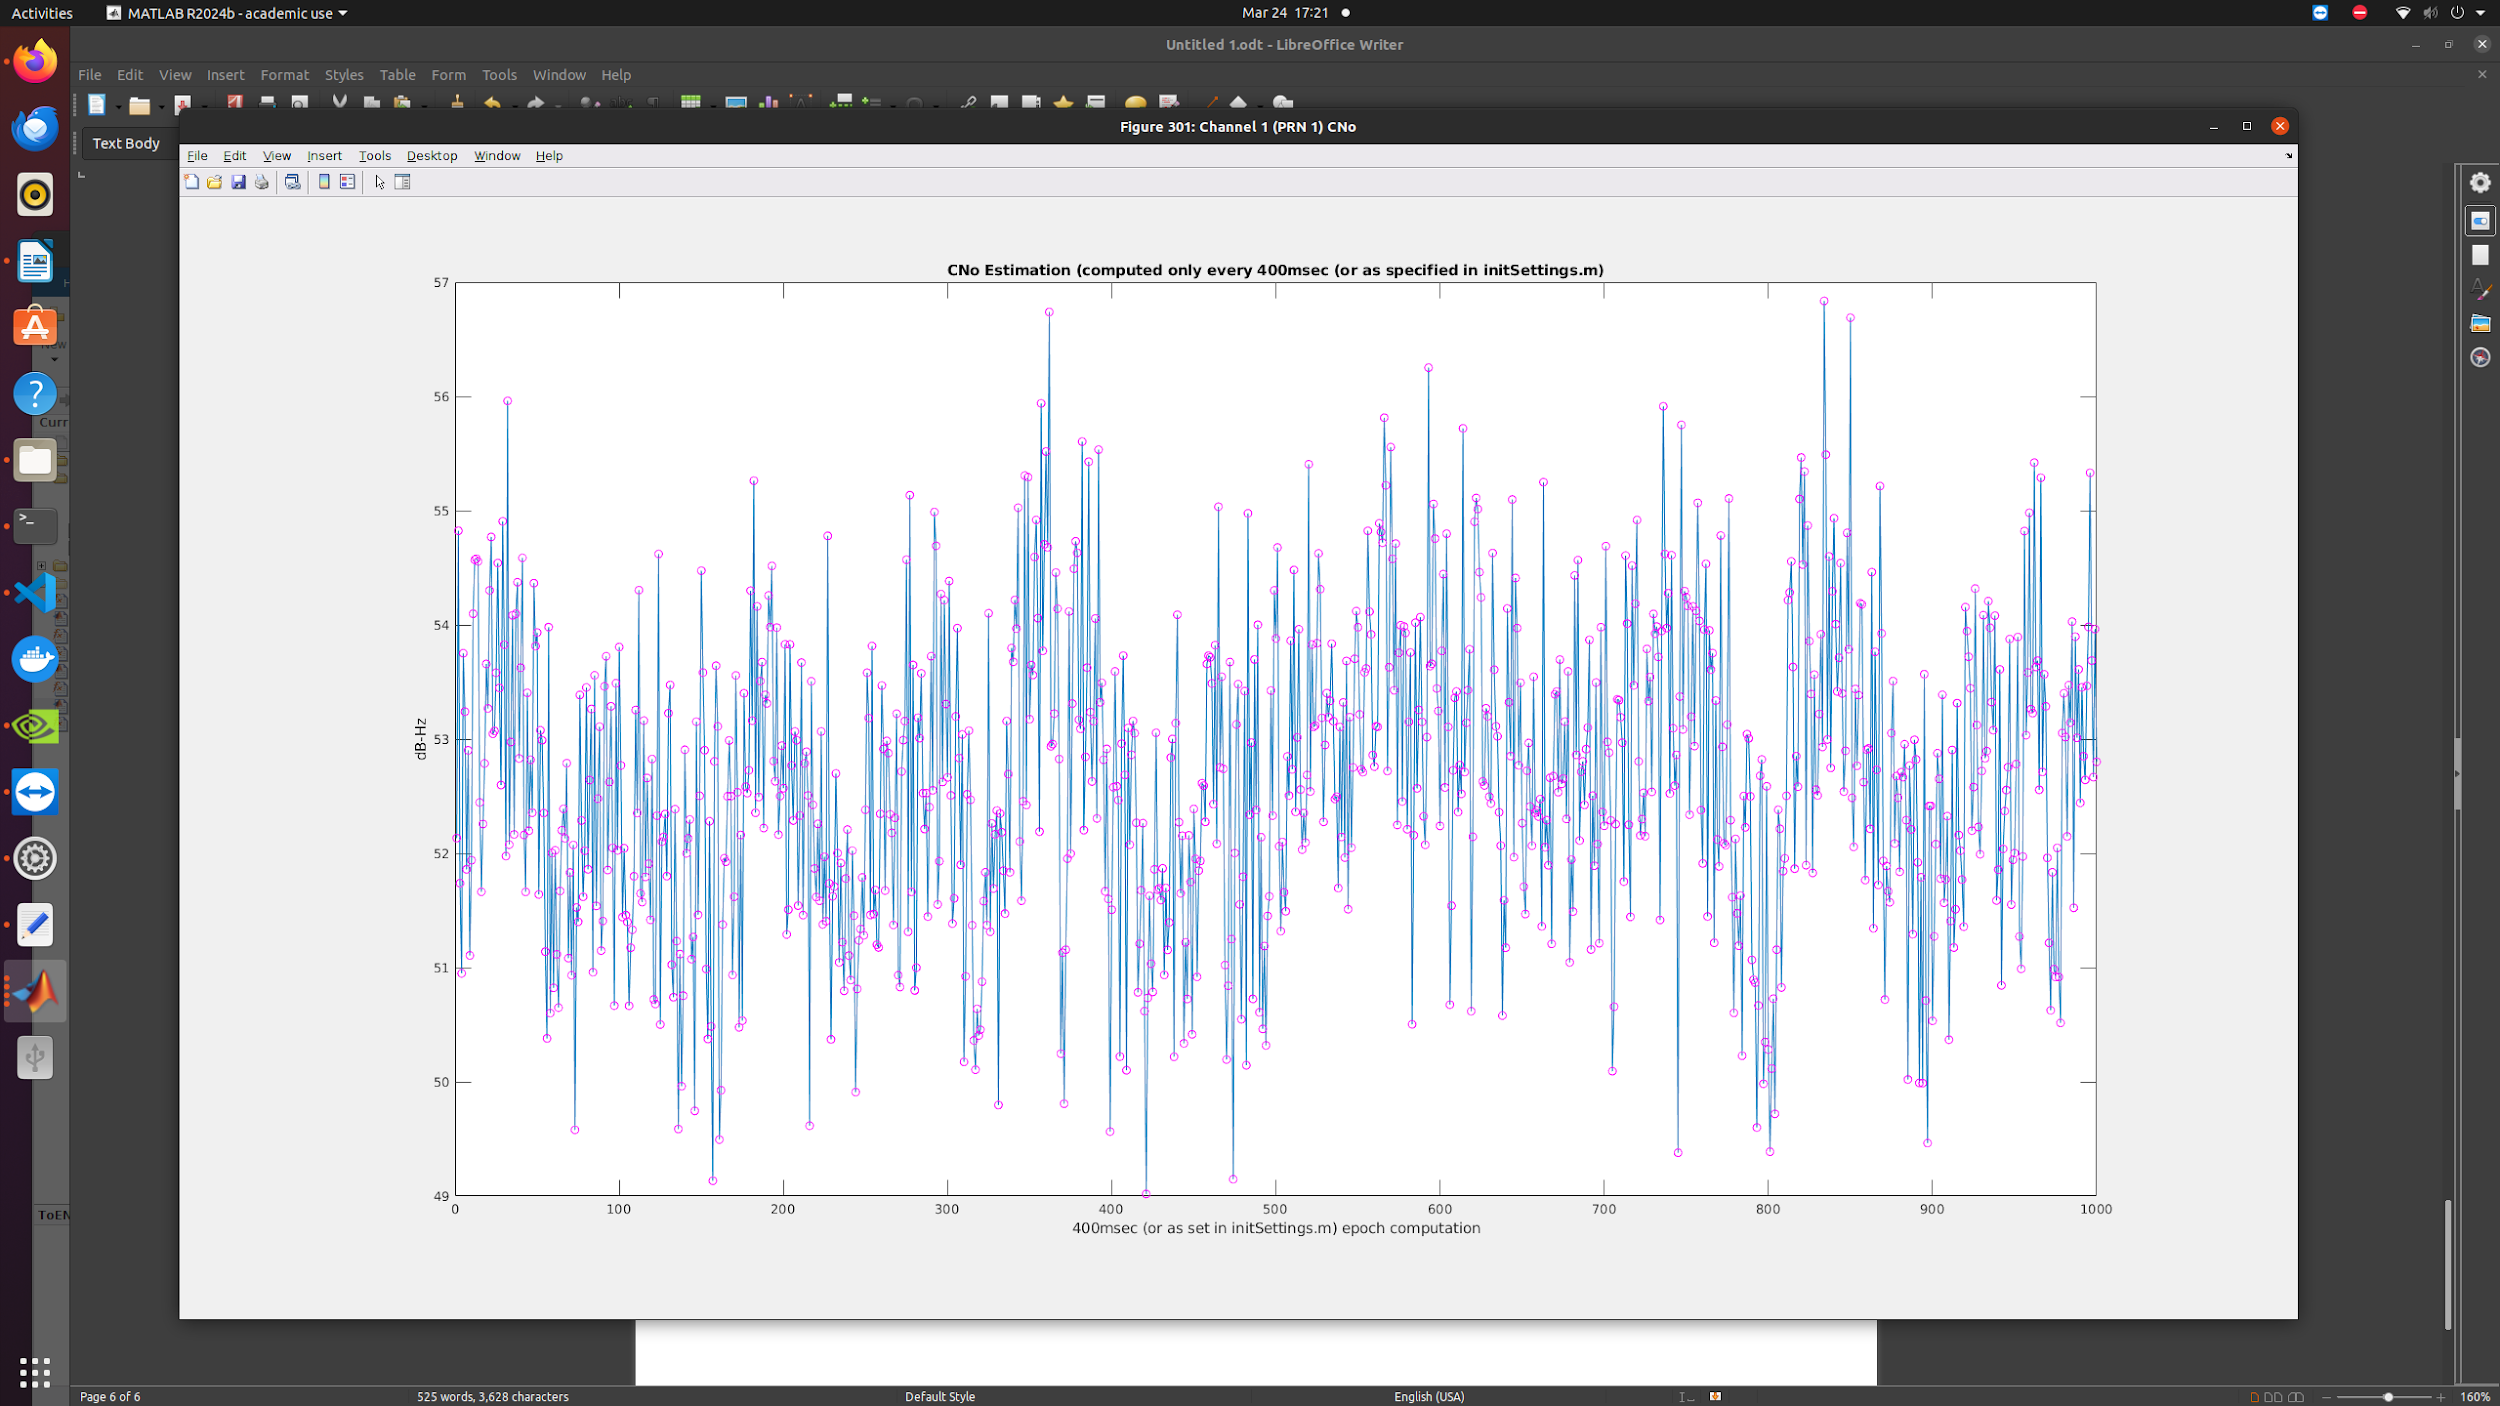 Activities
MATLAB R2024b - academic use
Mar 24 17:21
Untitled 1.odt - LibreOffice Writer
File Edit View Insert Format Styles Table Form Tools Window Help
Text Body
Figure 301: Channel 1 (PRN 1) CNo
File Edit View Insert Tools Desktop Window Help
CNo Estimation (computed only every 400msec (or as specified in initSettings.m)
57
56
55
54
53
52
51
50
49
dB-Hz
0 100 200 300 400 500 600 700 800 900 1000
400msec (or as set in initSettings.m) epoch computation
New
Curr
ToEN
Page 6 of 6
525 words, 3,628 characters
Default Style
English (USA)
160%